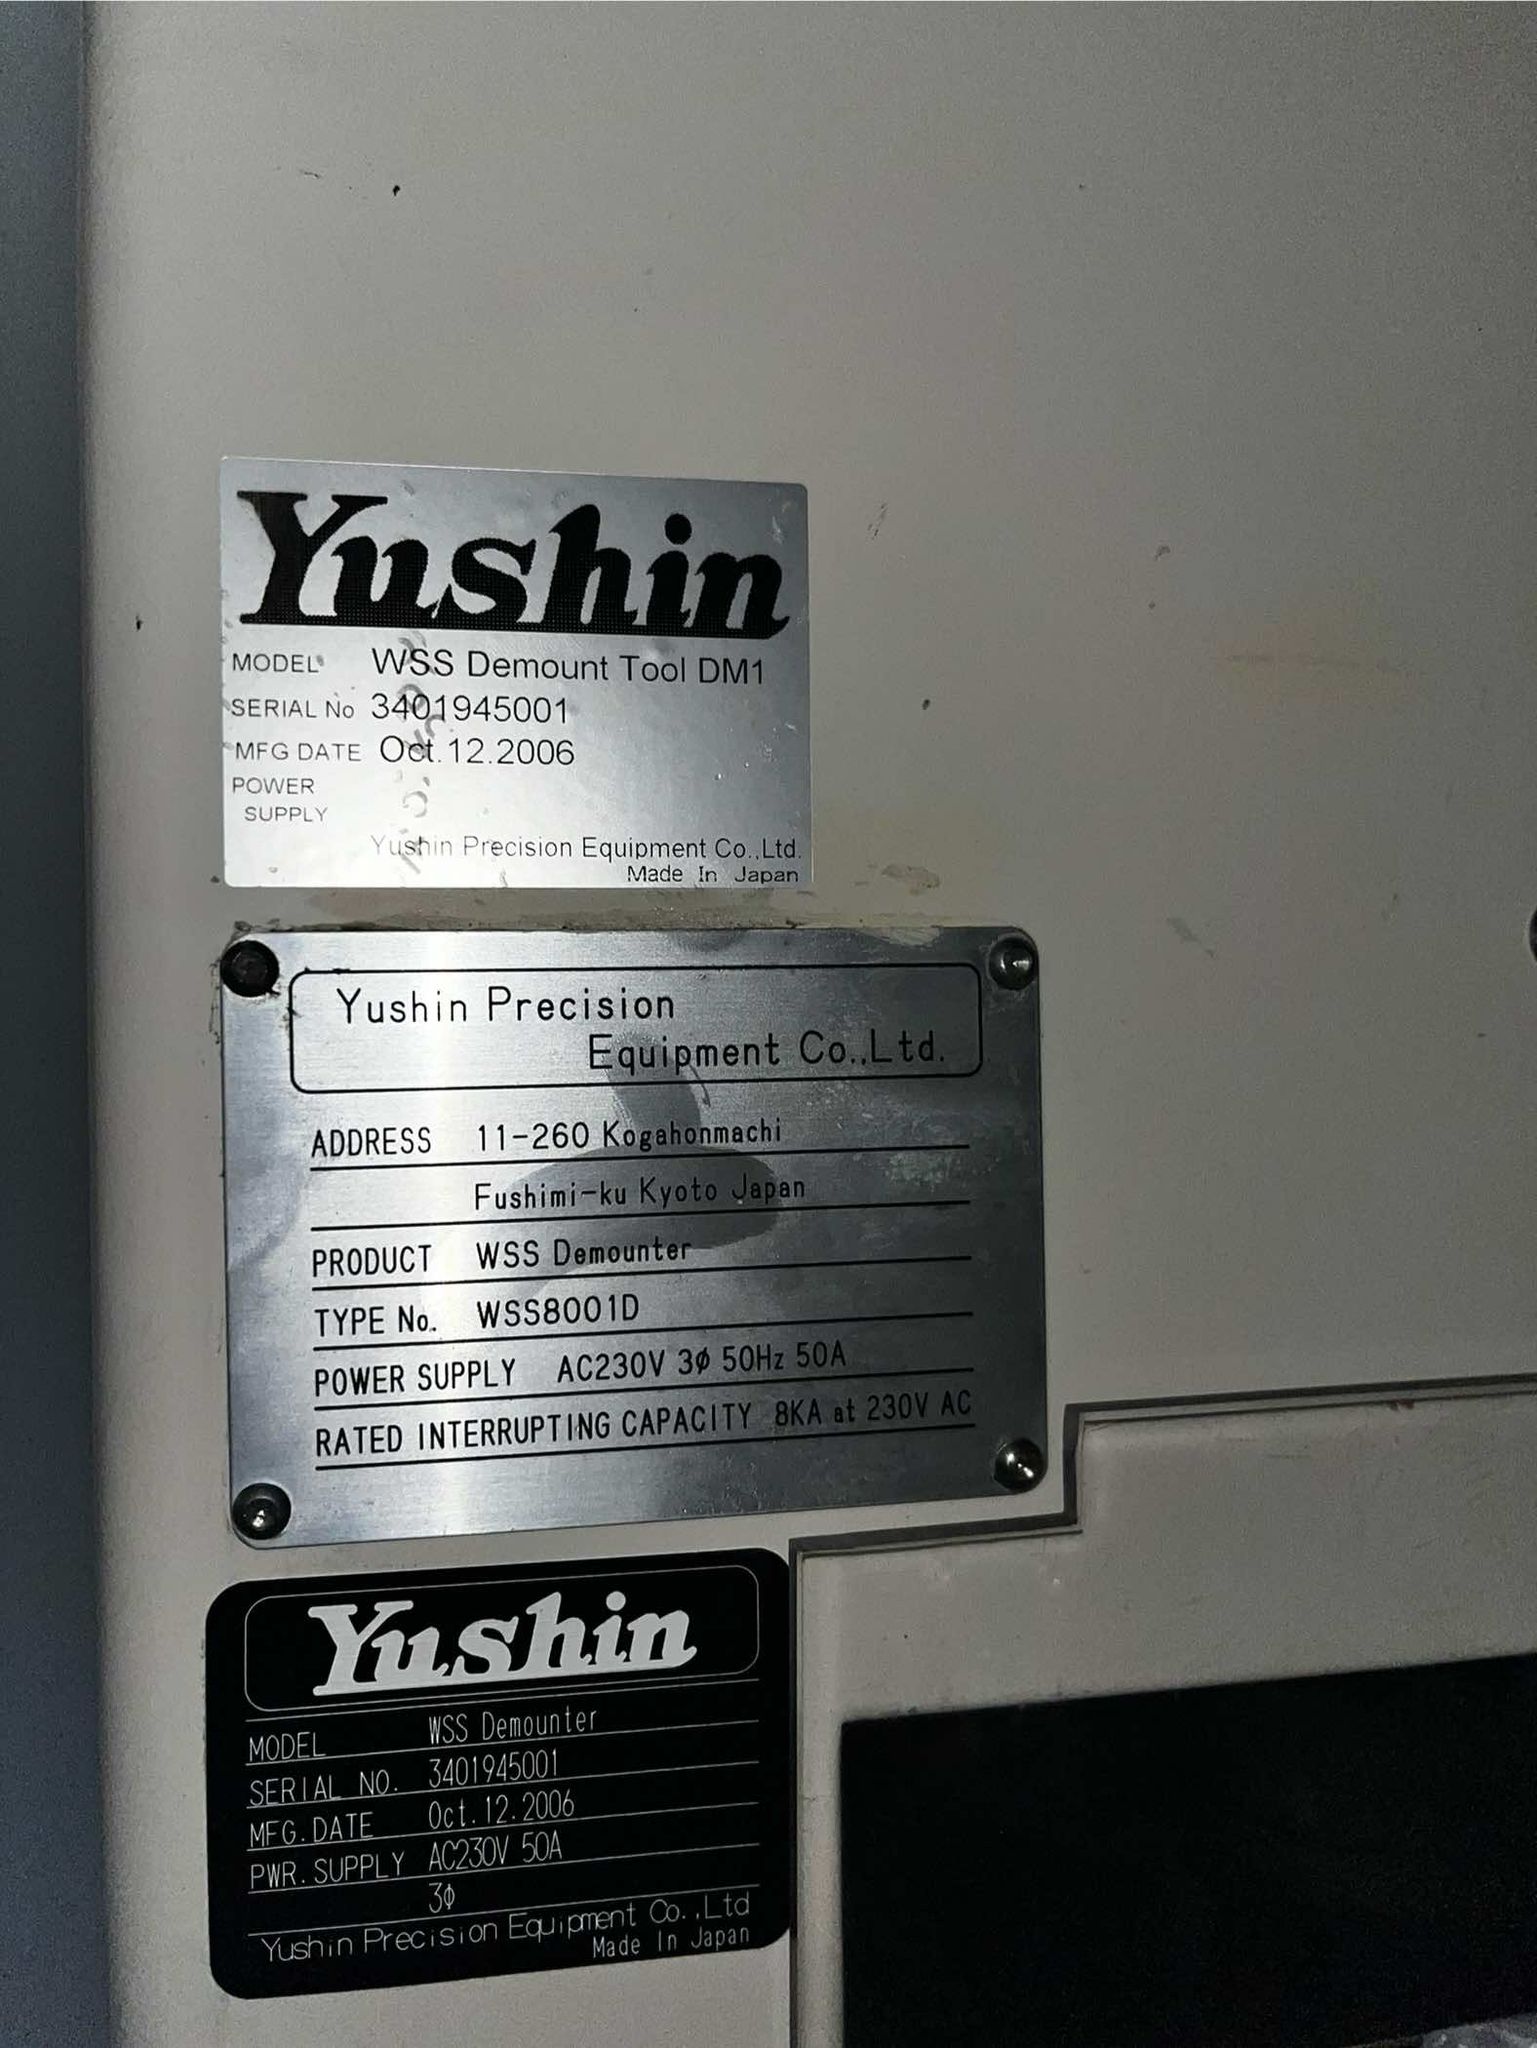 Yushin
MODEL WSS Demount Tool DM1
SERIAL No 3401945001
MFG DATE Oct.12.2006
POWER
SUPPLY
Yushin Precision Equipment Co.,Ltd.
Made In Japan
Yushin Precision
Equipment Co.,Ltd.
ADDRESS 11-260 Kogahonmachi
Fushimi-ku Kyoto Japan
PRODUCT WSS Demounter
TYPE No. WSS8001D
POWER SUPPLY AC230V 3φ 50Hz 50A
RATED INTERRUPTING CAPACITY 8KA at 230V AC
Yushin
MODEL WSS Demounter
SERIAL NO. 3401945001
MFG.DATE Oct.12.2006
PWR.SUPPLY AC230V 50A
3φ
Yushin Precision Equipment Co.,Ltd
Made In Japan